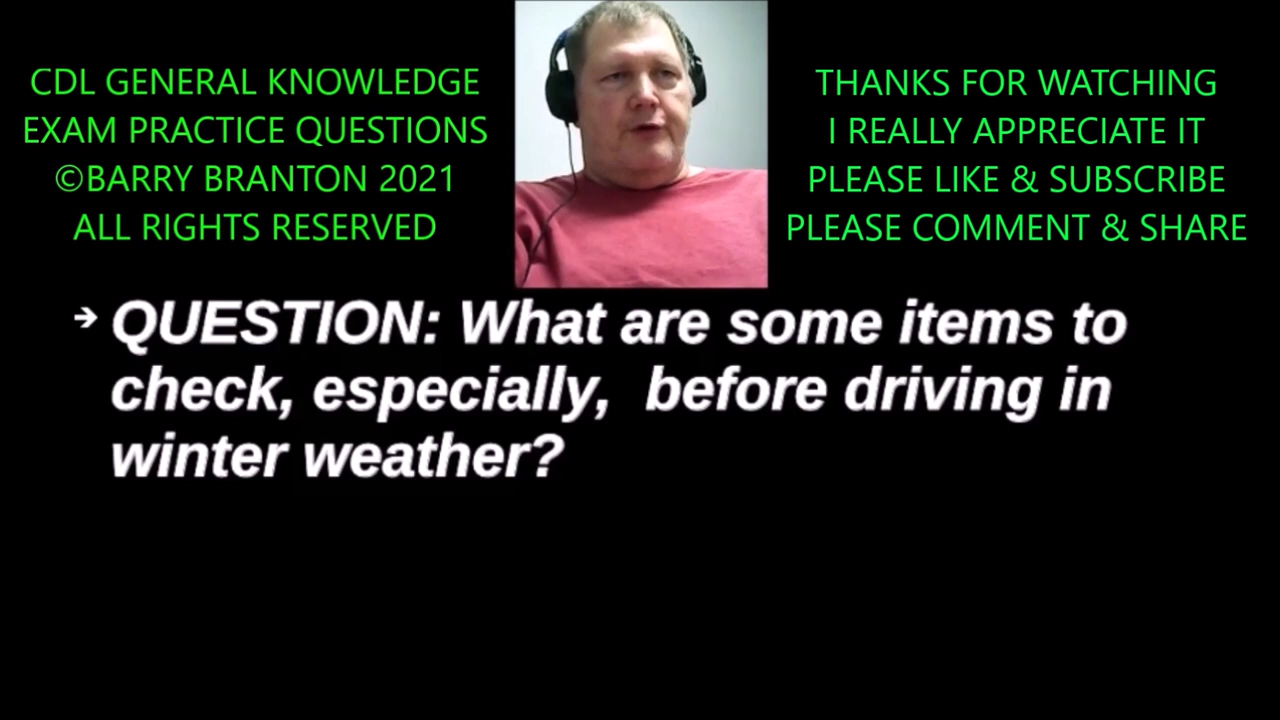 CDL GENERAL KNOWLEDGE
EXAM PRACTICE QUESTIONS
©BARRY BRANTON 2021
ALL RIGHTS RESERVED
THANKS FOR WATCHING
I REALLY APPRECIATE IT
PLEASE LIKE & SUBSCRIBE
PLEASE COMMENT & SHARE
➔ QUESTION: What are some items to
check, especially, before driving in
winter weather?